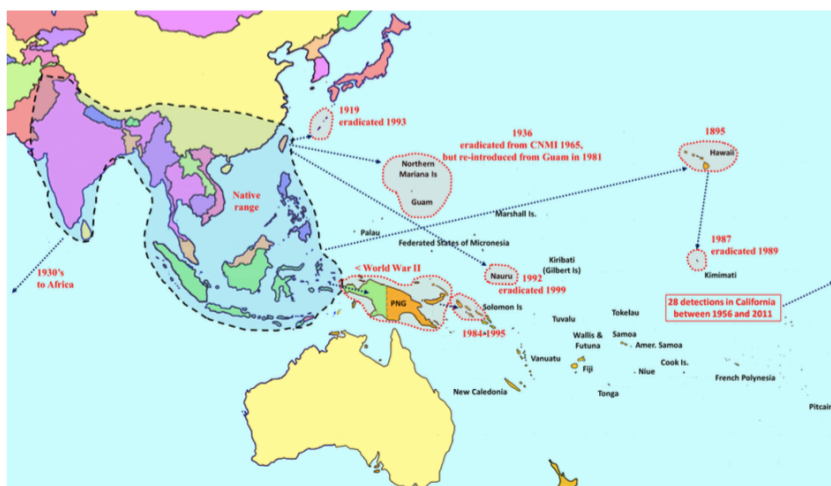 1919
eradicated 1993
1936
eradicated from CNMI 1965,
but re-introduced from Guam in 1981
1895
Hawaii
Northern
Mariana Is
Guam
Native
range
Marshall Is.
Palau
Federated States of Micronesia
1987
eradicated 1989
Kiribati
(Gilbert Is)
Kimimati
1930's
to Africa
< World War II
Nauru
1992
eradicated 1999
PNG
Solomon Is
28 detections in California
between 1956 and 2011
1984-1995
Tuvalu
Tokelau
Wallis &
Futuna
Samoa
Amer. Samoa
Vanuatu
Fiji
Cook Is.
Niue
French Polynesia
New Caledonia
Tonga
Pitcair